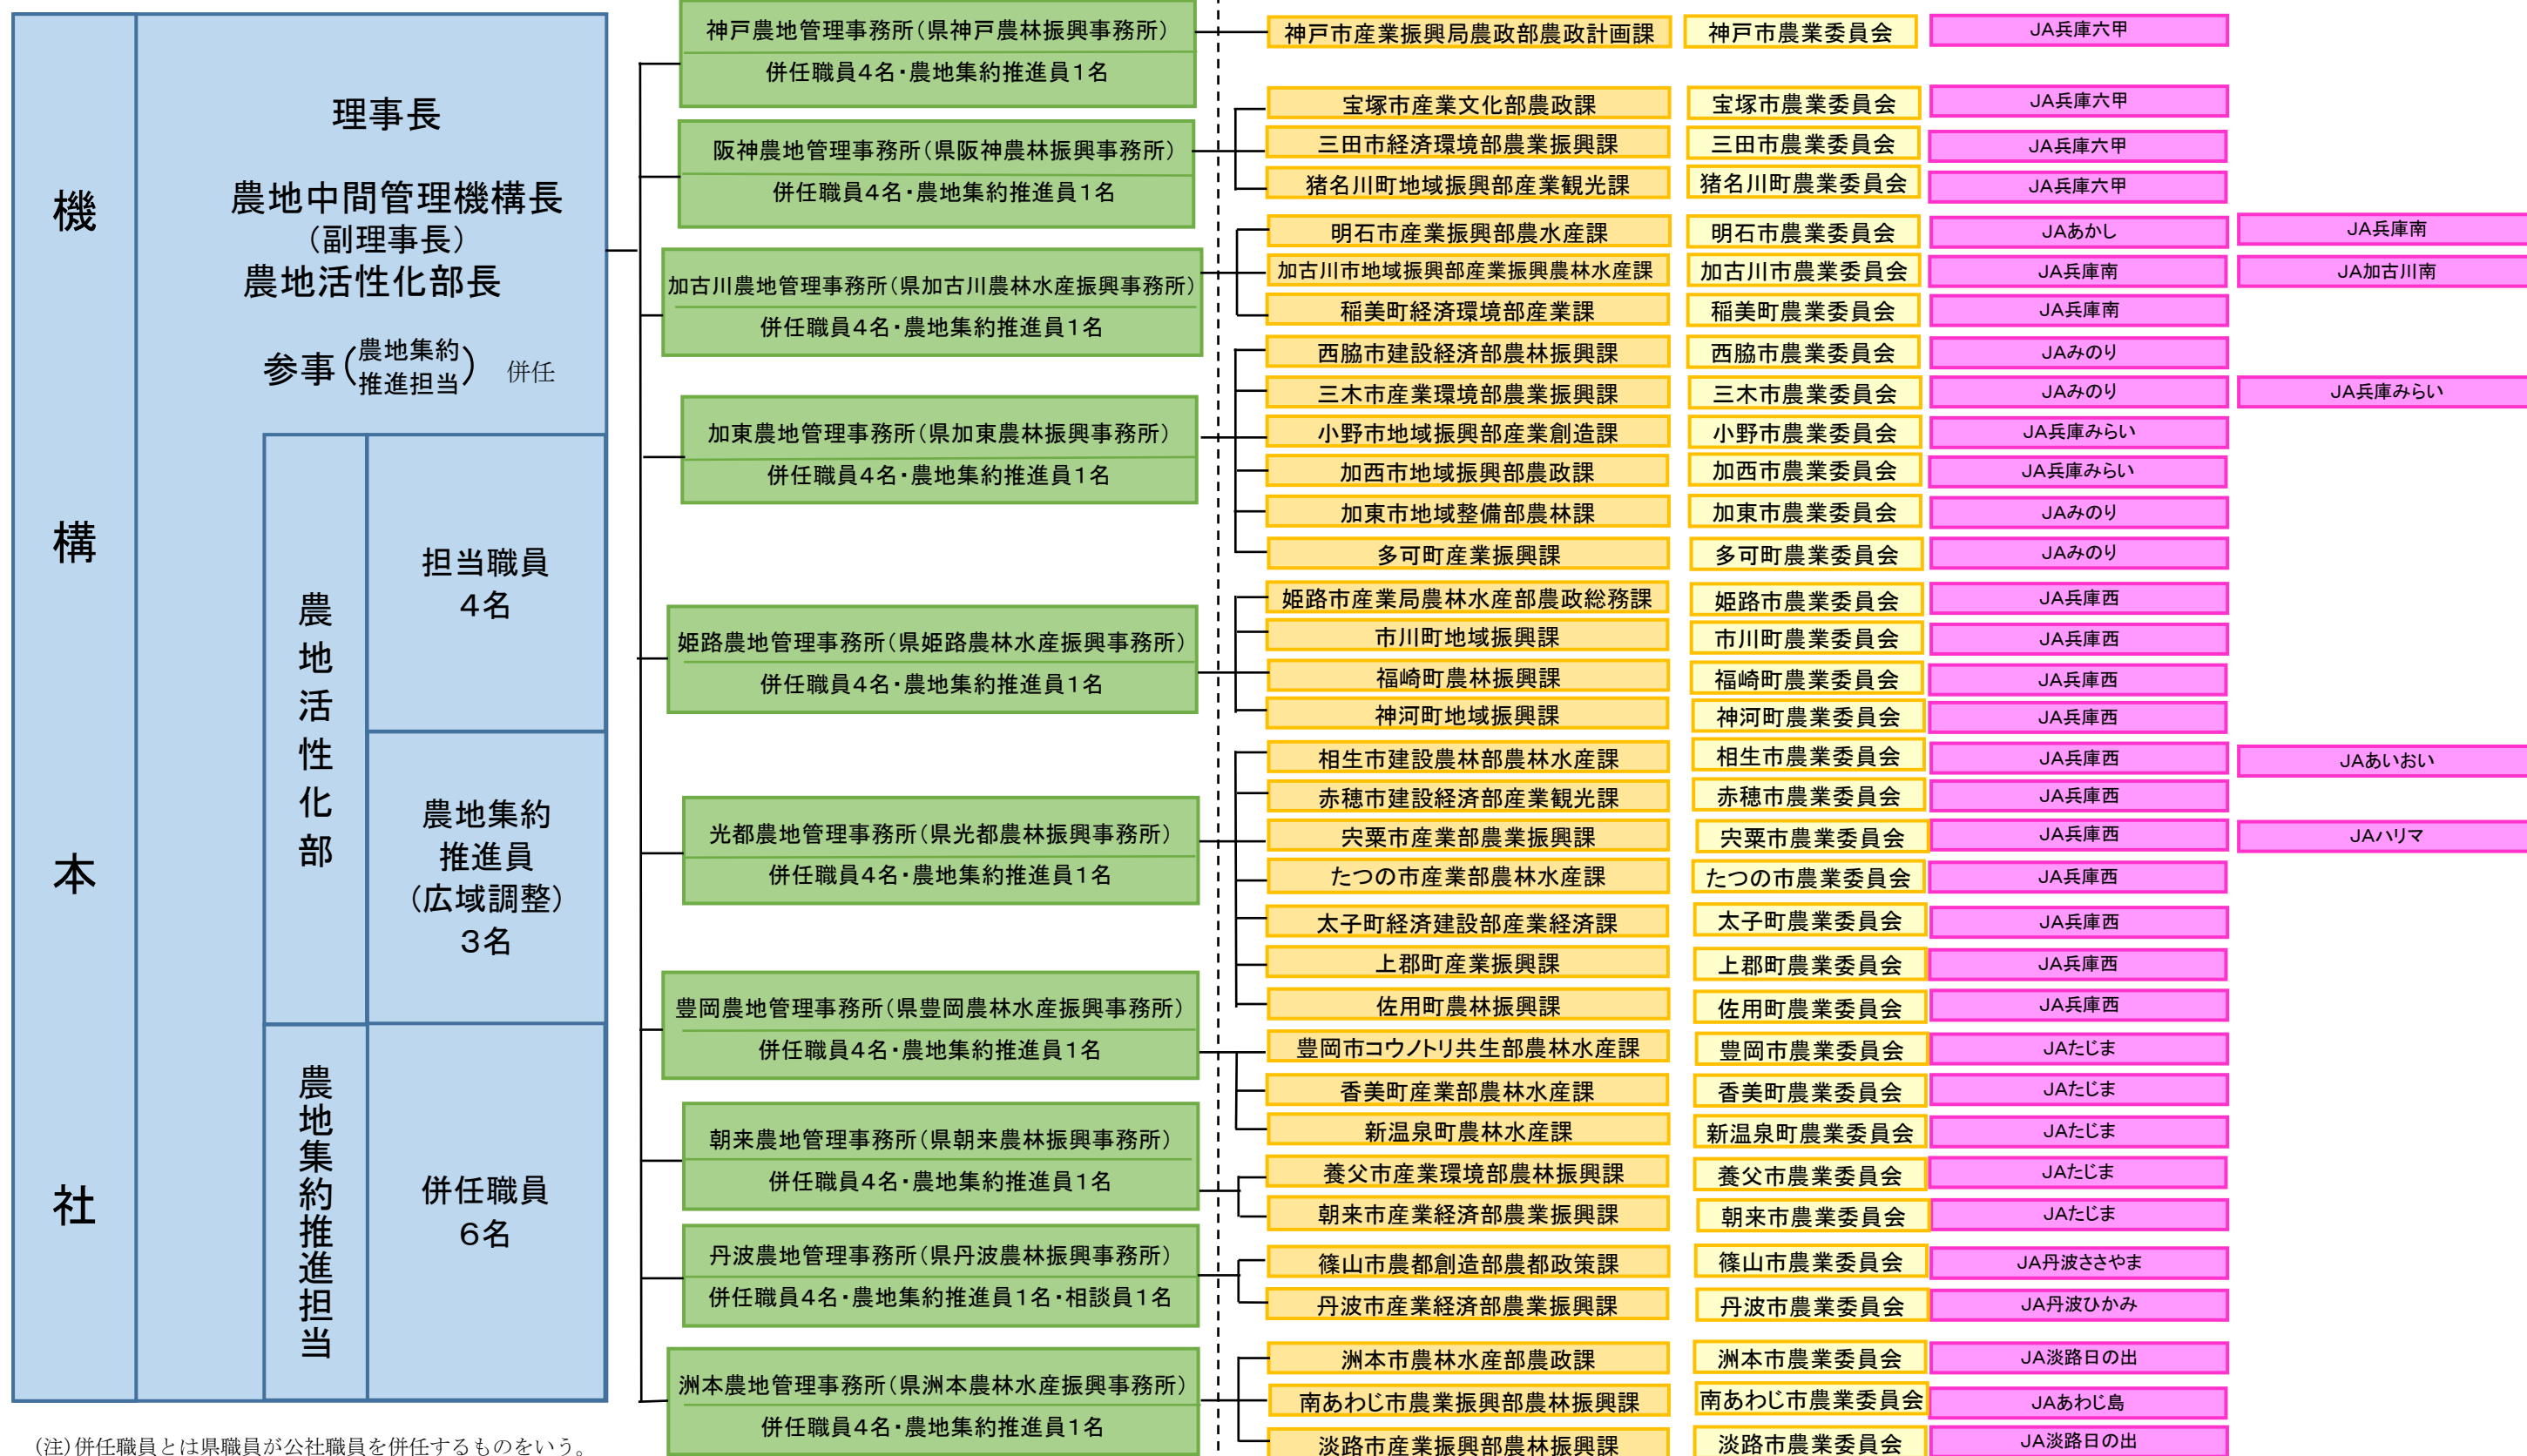 機構本社
理事長
農地中間管理機構長
（副理事長）
農地活性化部長
参事（農地集約推進担当）　併任
農地活性化部
担当職員
4名
農地集約
推進員
（広域調整）
3名
農地集約推進担当
併任職員
6名
（注）併任職員とは県職員が公社職員を併任するものをいう。
神戸農地管理事務所（県神戸農林振興事務所）
併任職員4名・農地集約推進員1名
神戸市産業振興局農政部農政計画課　神戸市農業委員会　JA兵庫六甲
阪神農地管理事務所（県阪神農林振興事務所）
併任職員4名・農地集約推進員1名
宝塚市産業文化部農政課　宝塚市農業委員会　JA兵庫六甲
三田市経済環境部農業振興課　三田市農業委員会　JA兵庫六甲
猪名川町地域振興部産業観光課　猪名川町農業委員会　JA兵庫六甲
加古川農地管理事務所（県加古川農林水産振興事務所）
併任職員4名・農地集約推進員1名
明石市産業振興部農水産課　明石市農業委員会　JAあかし　JA兵庫南
加古川市地域振興部産業振興農林水産課　加古川市農業委員会　JA兵庫南　JA加古川南
稲美町経済環境部産業課　稲美町農業委員会　JA兵庫南
加東農地管理事務所（県加東農林振興事務所）
併任職員4名・農地集約推進員1名
西脇市建設経済部農林振興課　西脇市農業委員会　JAみのり
三木市産業環境部農業振興課　三木市農業委員会　JAみのり　JA兵庫みらい
小野市地域振興部産業創造課　小野市農業委員会　JA兵庫みらい
加西市地域振興部農政課　加西市農業委員会　JA兵庫みらい
加東市地域整備部農林課　加東市農業委員会　JAみのり
多可町産業振興課　多可町農業委員会　JAみのり
姫路農地管理事務所（県姫路農林水産振興事務所）
併任職員4名・農地集約推進員1名
姫路市産業局農林水産部農政総務課　姫路市農業委員会　JA兵庫西
市川町地域振興課　市川町農業委員会　JA兵庫西
福崎町農林振興課　福崎町農業委員会　JA兵庫西
神河町地域振興課　神河町農業委員会　JA兵庫西
光都農地管理事務所（県光都農林振興事務所）
併任職員4名・農地集約推進員1名
相生市建設農林部農林水産課　相生市農業委員会　JA兵庫西　JAあいおい
赤穂市建設経済部産業観光課　赤穂市農業委員会　JA兵庫西
宍粟市産業部農業振興課　宍粟市農業委員会　JA兵庫西　JAハリマ
たつの市産業部農林水産課　たつの市農業委員会　JA兵庫西
太子町経済建設部産業経済課　太子町農業委員会　JA兵庫西
上郡町産業振興課　上郡町農業委員会　JA兵庫西
佐用町農林振興課　佐用町農業委員会　JA兵庫西
豊岡農地管理事務所（県豊岡農林水産振興事務所）
併任職員4名・農地集約推進員1名
豊岡市コウノトリ共生部農林水産課　豊岡市農業委員会　JAたじま
香美町産業部農林水産課　香美町農業委員会　JAたじま
新温泉町農林水産課　新温泉町農業委員会　JAたじま
朝来農地管理事務所（県朝来農林振興事務所）
併任職員4名・農地集約推進員1名
養父市産業環境部農林振興課　養父市農業委員会　JAたじま
朝来市産業経済部農業振興課　朝来市農業委員会　JAたじま
丹波農地管理事務所（県丹波農林振興事務所）
併任職員4名・農地集約推進員1名・相談員1名
篠山市農都創造部農都政策課　篠山市農業委員会　JA丹波ささやま
丹波市産業経済部農業振興課　丹波市農業委員会　JA丹波ひかみ
洲本農地管理事務所（県洲本農林水産振興事務所）
併任職員4名・農地集約推進員1名
洲本市農林水産部農政課　洲本市農業委員会　JA淡路日の出
南あわじ市農業振興部農林振興課　南あわじ市農業委員会　JAあわじ島
淡路市産業振興部農林振興課　淡路市農業委員会　JA淡路日の出